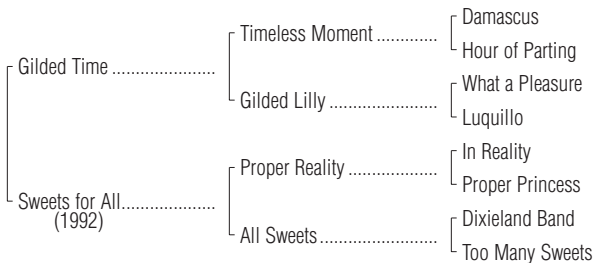 Damascus
Timeless Moment .............
Hour of Parting
Gilded Time ......................
What a Pleasure
Gilded Lilly .......................
Luquillo
In Reality
Proper Reality ...................
Proper Princess
Sweets for All....................
(1992)
Dixieland Band
All Sweets.........................
Too Many Sweets